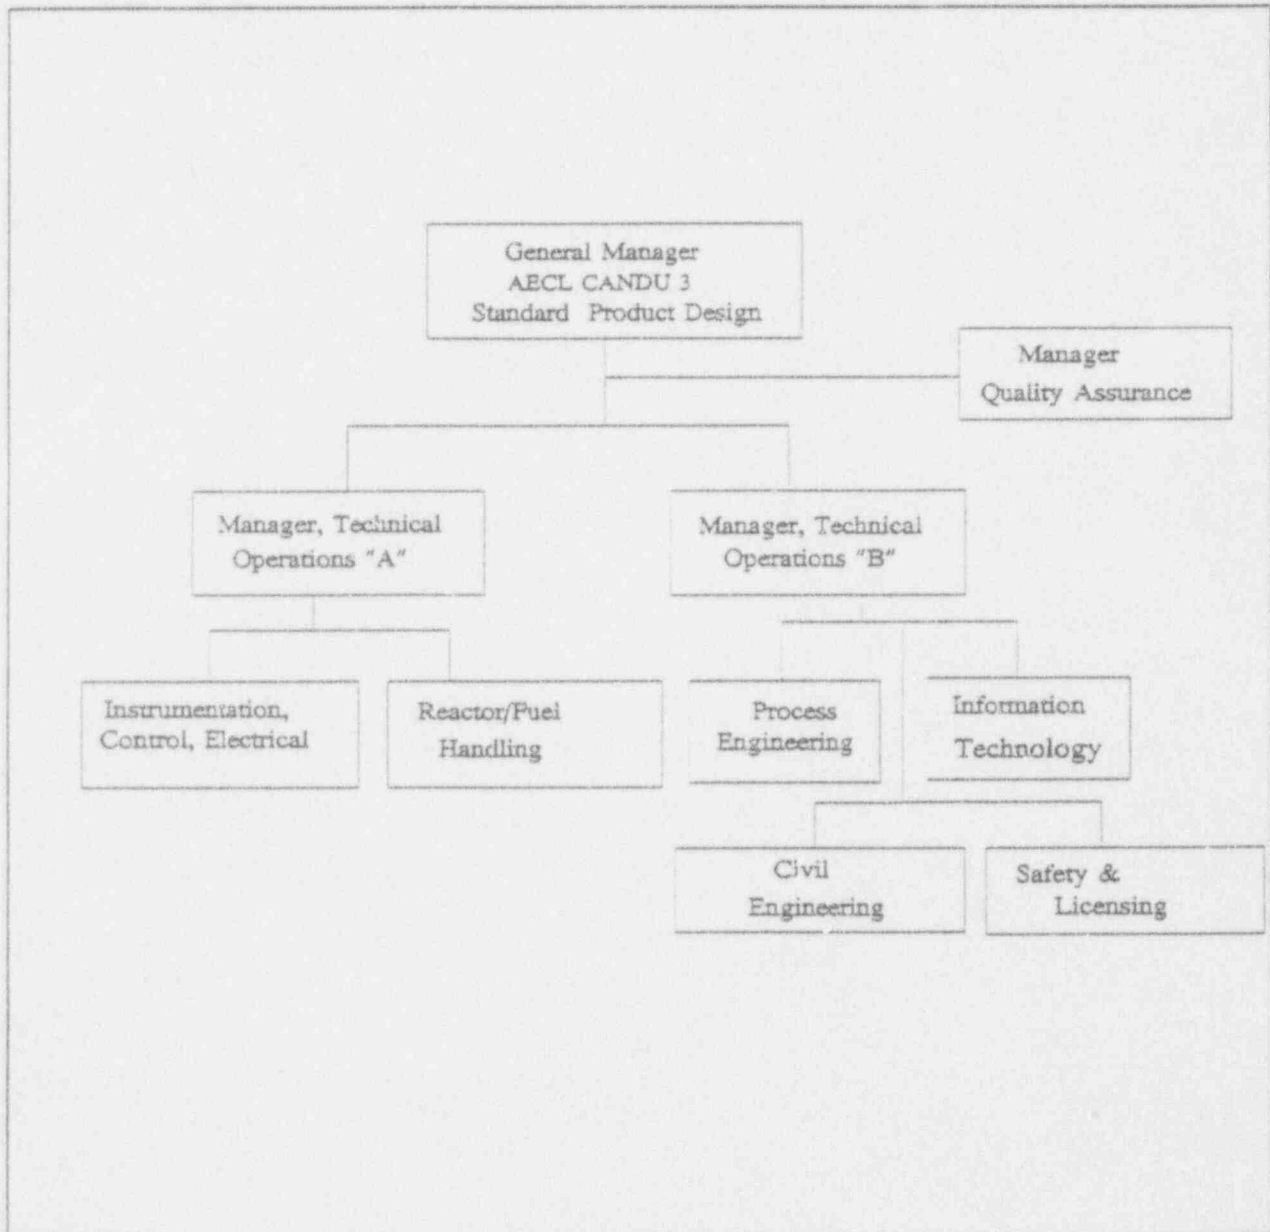 General Manager
AECL CANDU 3
Standard Product Design
Manager
Quality Assurance
Manager, Technical
Operations "A"
Manager, Technical
Operations "B"
Instrumentation,
Control, Electrical
Reactor/Fuel
Handling
Process
Engineering
Information
Technology
Civil
Engineering
Safety &
Licensing